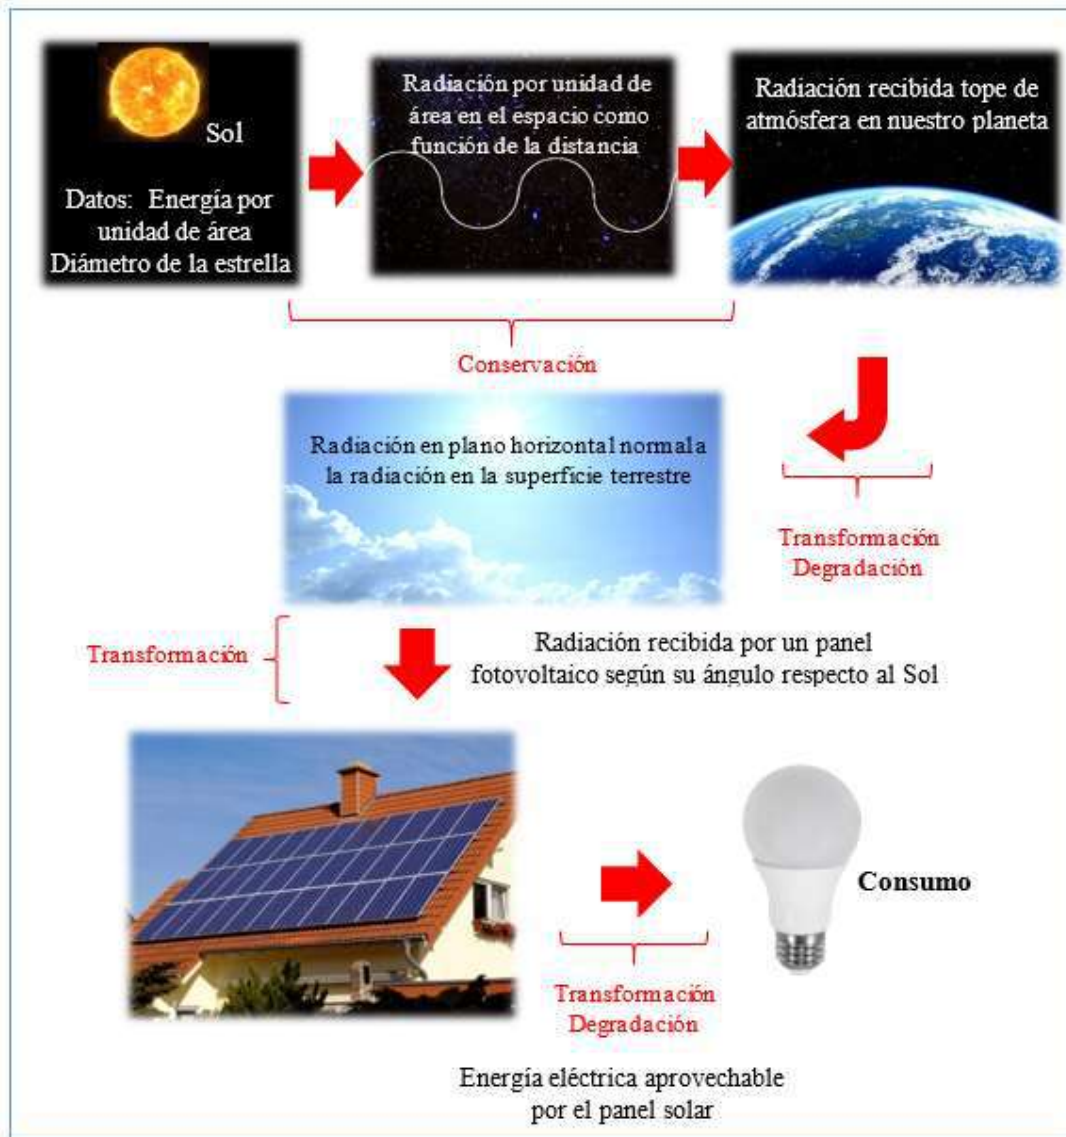 Sol
Datos: Energía por
unidad de área
Diámetro de la estrella
Radiación por unidad de
área en el espacio como
función de la distancia
Radiación recibida tope de
atmósfera en nuestro planeta
Conservación
Radiación en plano horizontal normal a
la radiación en la superficie terrestre
Transformación
Degradación
Transformación
Radiación recibida por un panel
fotovoltaico según su ángulo respecto al Sol
Consumo
Transformación
Degradación
Energía eléctrica aprovechable
por el panel solar